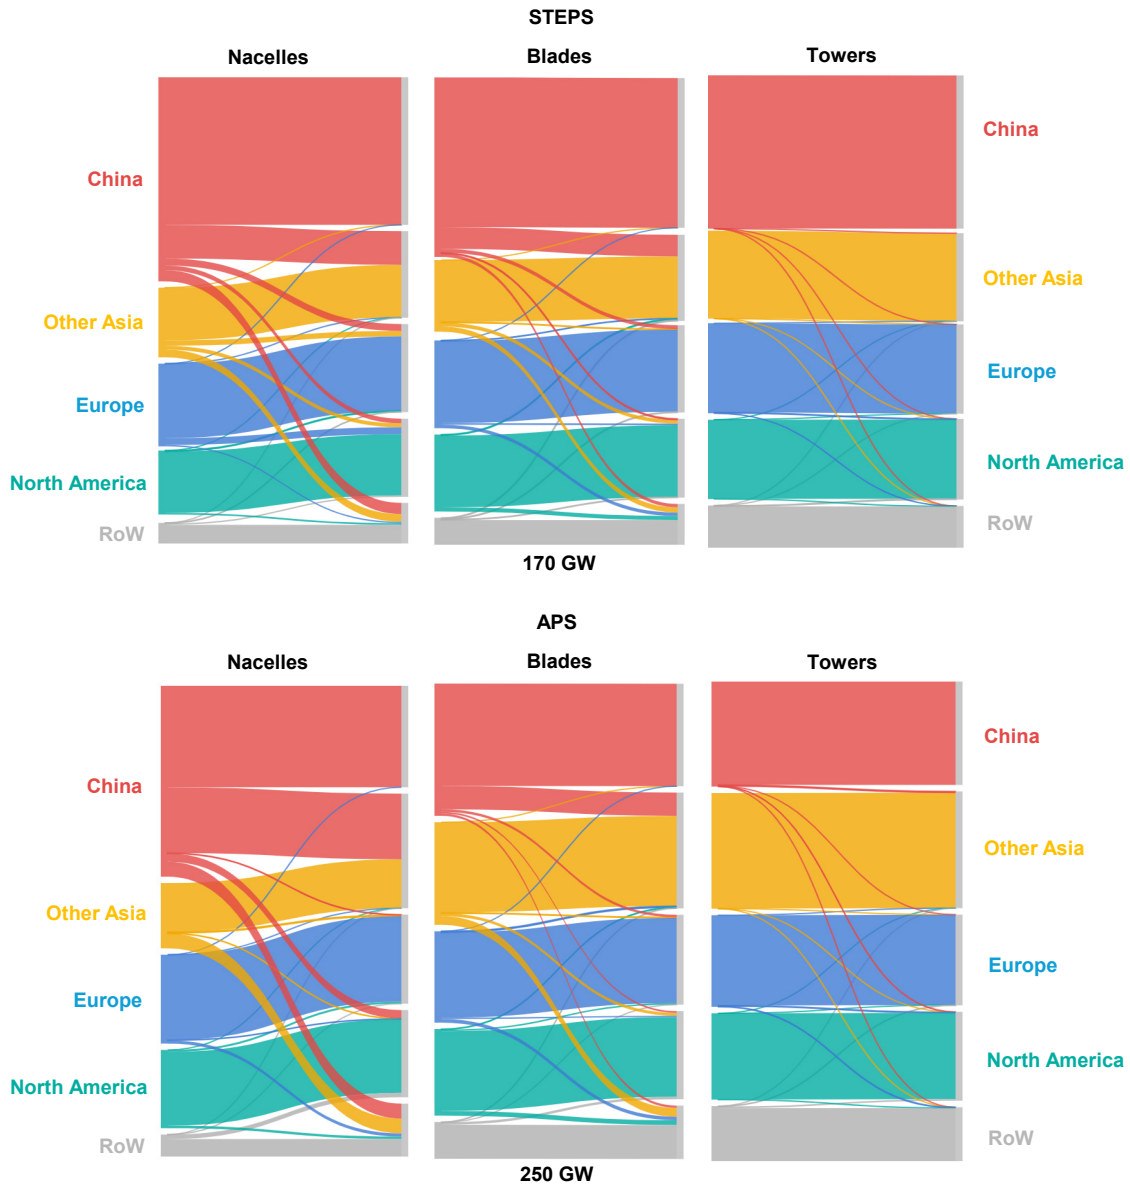 STEPS
Nacelles
Blades
Towers
China
China
Other Asia
Other Asia
Europe
Europe
North America
North America
RoW
RoW
170 GW
APS
Nacelles
Blades
Towers
China
China
Other Asia
Other Asia
Europe
Europe
North America
North America
RoW
RoW
250 GW